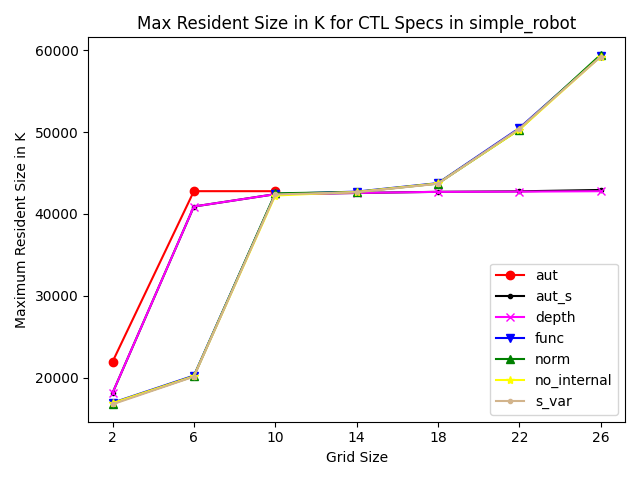 Max Resident Size in K for CTL Specs in simple_robot
Maximum Resident Size in K
60000
50000
40000
30000
20000
2 6 10 14 18 22 26
Grid Size
aut
aut_s
depth
func
norm
no_internal
s_var